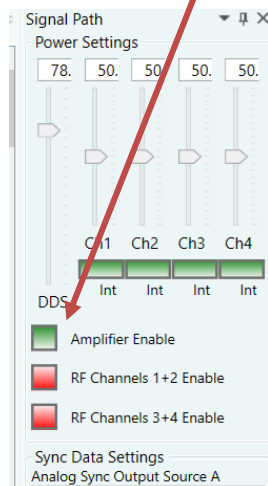 Signal Path
Power Settings
78. 50. 50. 50. 50.
Ch1 Ch2 Ch3 Ch4
DDS Int Int Int Int
Amplifier Enable
RF Channels 1+2 Enable
RF Channels 3+4 Enable
Sync Data Settings
Analog Sync Output Source A